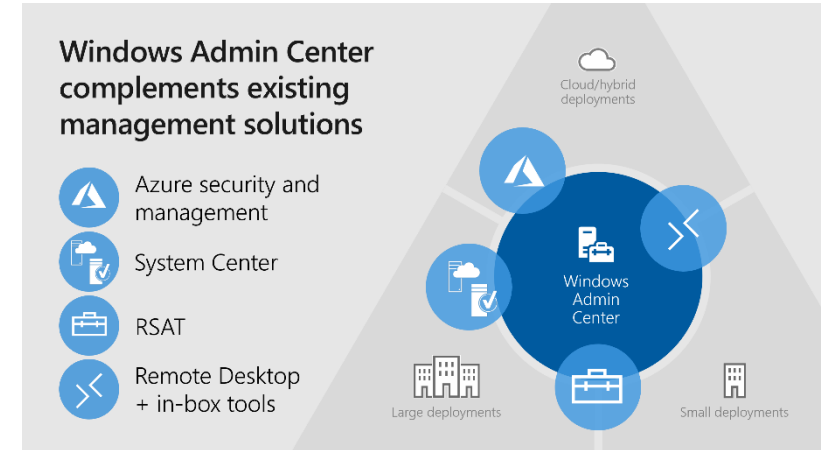 Windows Admin Center
complements existing
management solutions
Azure security and
management
System Center
RSAT
Remote Desktop
+ in-box tools
Cloud/hybrid
deployments
Windows
Admin
Center
Large deployments
Small deployments